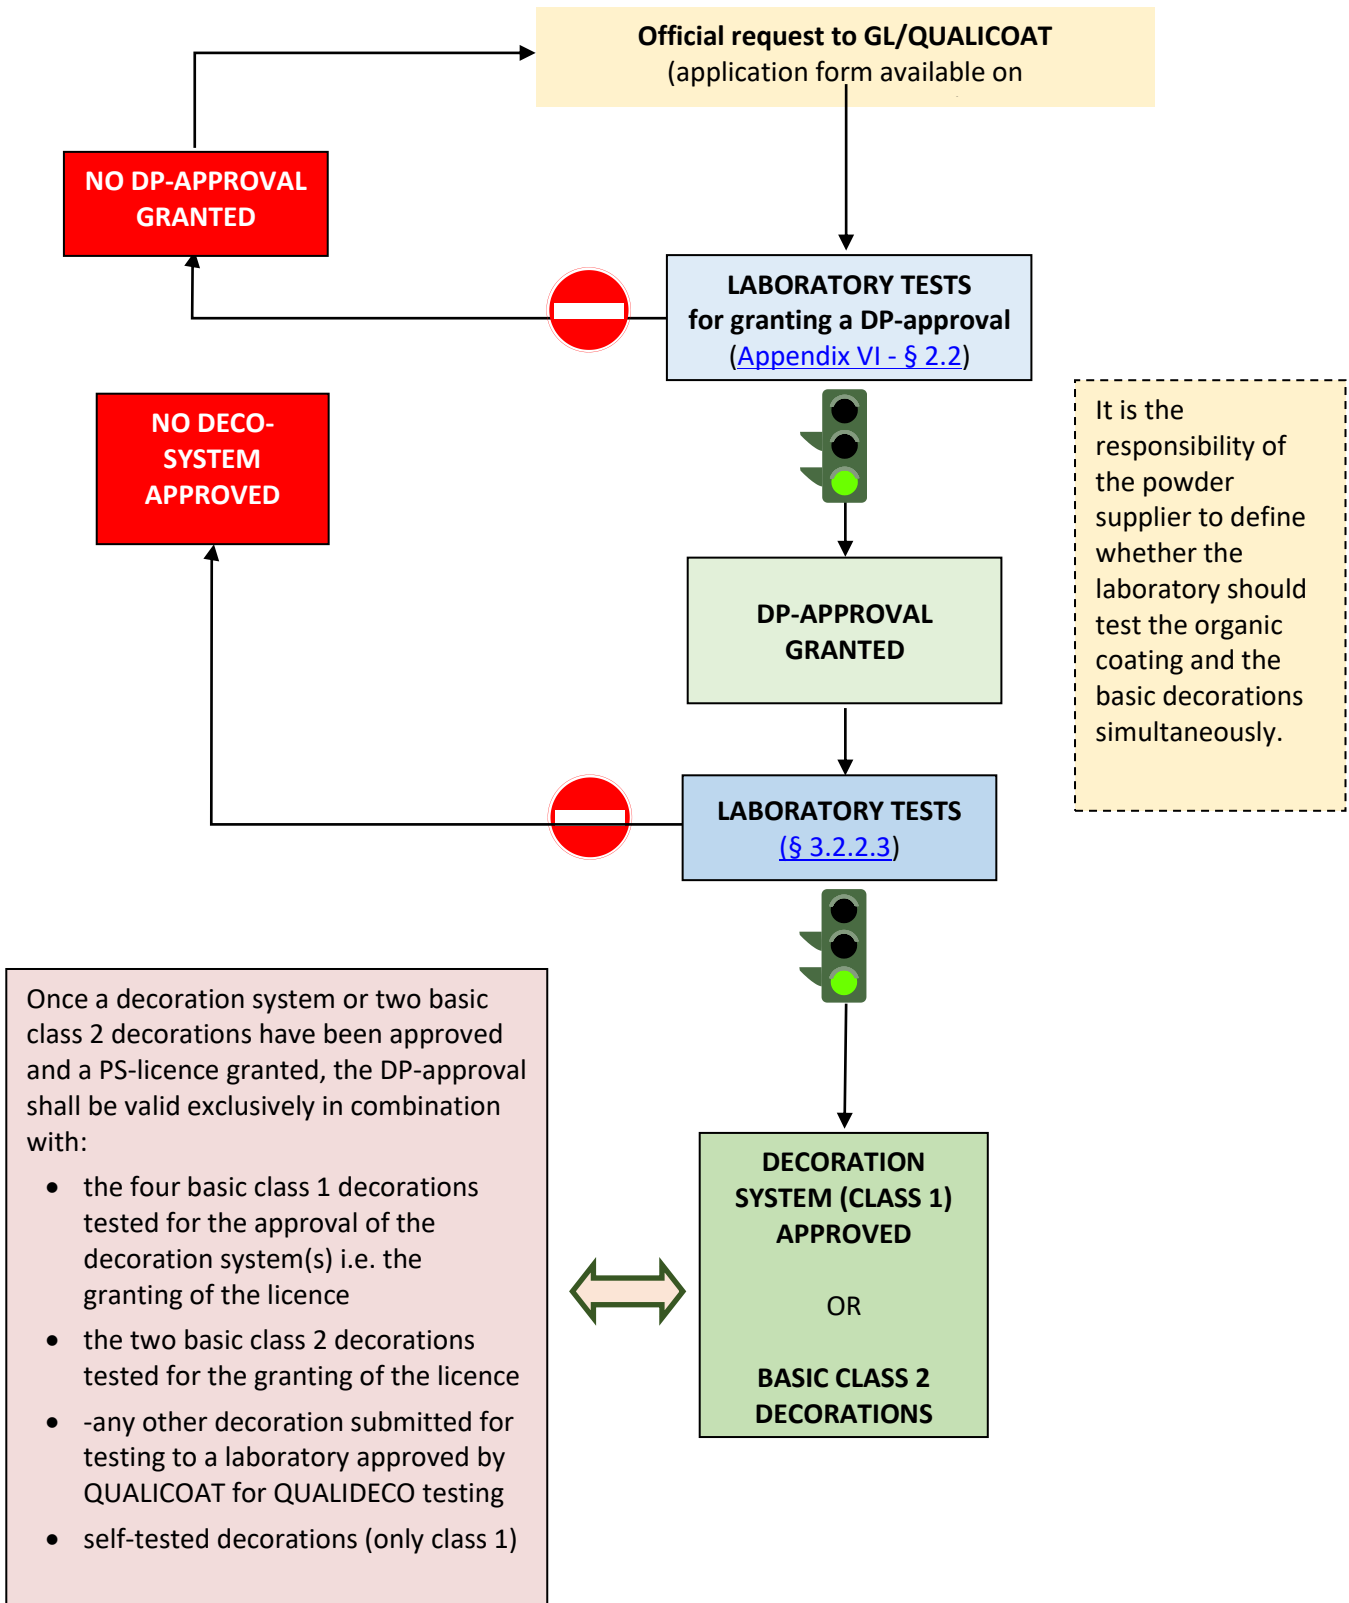 Official request to GL/QUALICOAT
(application form available on
NO DP-APPROVAL
GRANTED
LABORATORY TESTS
for granting a DP-approval
(Appendix VI - § 2.2)
NO DECO-
SYSTEM
APPROVED
It is the
responsibility of
the powder
supplier to define
whether the
laboratory should
test the organic
coating and the
basic decorations
simultaneously.
DP-APPROVAL
GRANTED
LABORATORY TESTS
(§ 3.2.2.3)
Once a decoration system or two basic
class 2 decorations have been approved
and a PS-licence granted, the DP-approval
shall be valid exclusively in combination
with:
• the four basic class 1 decorations
tested for the approval of the
decoration system(s) i.e. the
granting of the licence
• the two basic class 2 decorations
tested for the granting of the licence
• -any other decoration submitted for
testing to a laboratory approved by
QUALICOAT for QUALIDECO testing
• self-tested decorations (only class 1)
DECORATION
SYSTEM (CLASS 1)
APPROVED
OR
BASIC CLASS 2
DECORATIONS